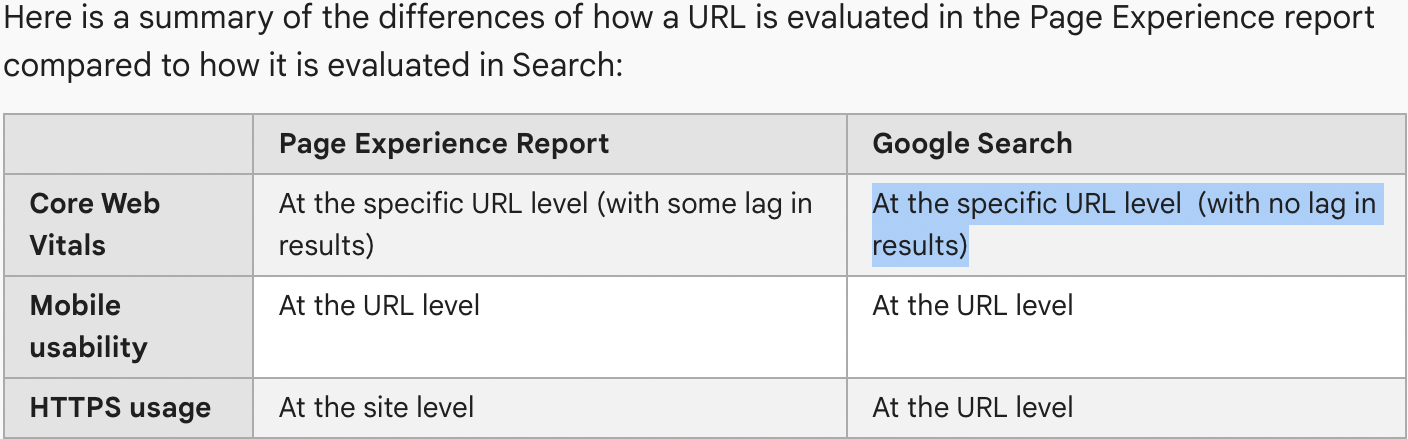 Here is a summary of the differences of how a URL is evaluated in the Page Experience report
compared to how it is evaluated in Search:
Page Experience Report
Google Search
Core Web
Vitals
At the specific URL level (with some lag in
results)
At the specific URL level  (with no lag in
results)
Mobile
usability
At the URL level
At the URL level
HTTPS usage
At the site level
At the URL level